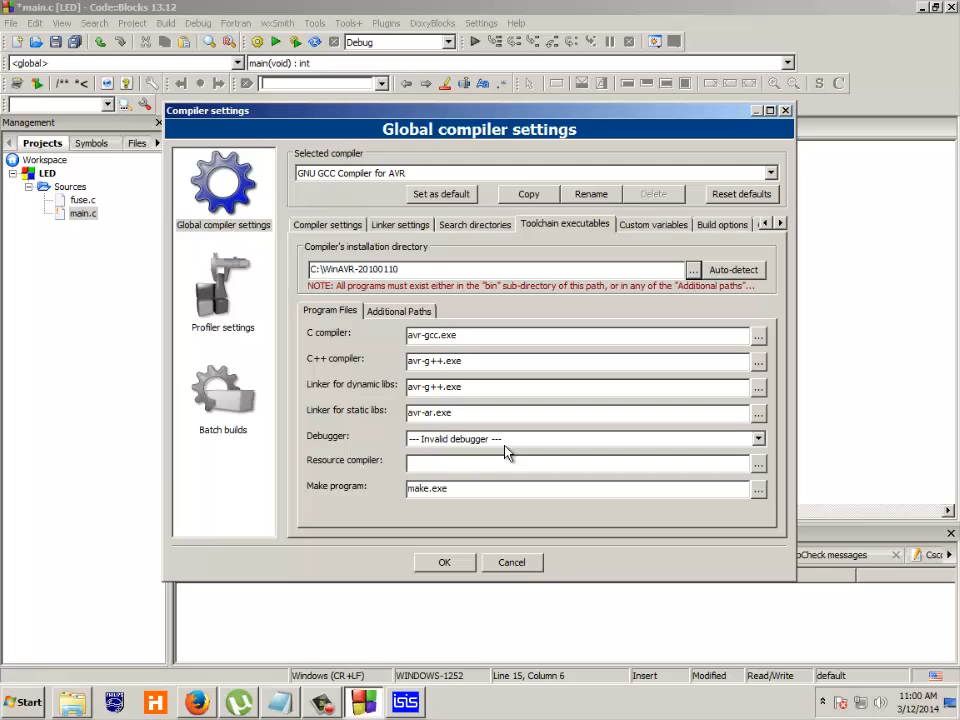 *main.c [LED] - Code::Blocks 13.12
File Edit View Search Project Build Debug Fortran wxSmith Tools Tools+ Plugins DoxyBlocks Settings Help
Debug
<global>
main(void) : int
/** *<
S C
Management
Projects Symbols Files
Workspace
LED
Sources
fuse.c
main.c
Compiler settings
Global compiler settings
Global compiler settings
Profiler settings
Batch builds
Selected compiler
GNU GCC Compiler for AVR
Set as default Copy Rename Delete Reset defaults
Compiler settings Linker settings Search directories Toolchain executables Custom variables Build options
Compiler's installation directory
C:\WinAVR-20100110 ... Auto-detect
NOTE: All programs must exist either in the "bin" sub-directory of this path, or in any of the "Additional paths"...
Program Files Additional Paths
C compiler: avr-gcc.exe ...
C++ compiler: avr-g++.exe ...
Linker for dynamic libs: avr-g++.exe ...
Linker for static libs: avr-ar.exe ...
Debugger: --- Invalid debugger ---
Resource compiler: ...
Make program: make.exe ...
OK Cancel
Check messages
Windows (CR+LF) WINDOWS-1252 Line 15, Column 6 Insert Modified Read/Write default
Start
PHILIPS
H
isis
11:00 AM
3/12/2014